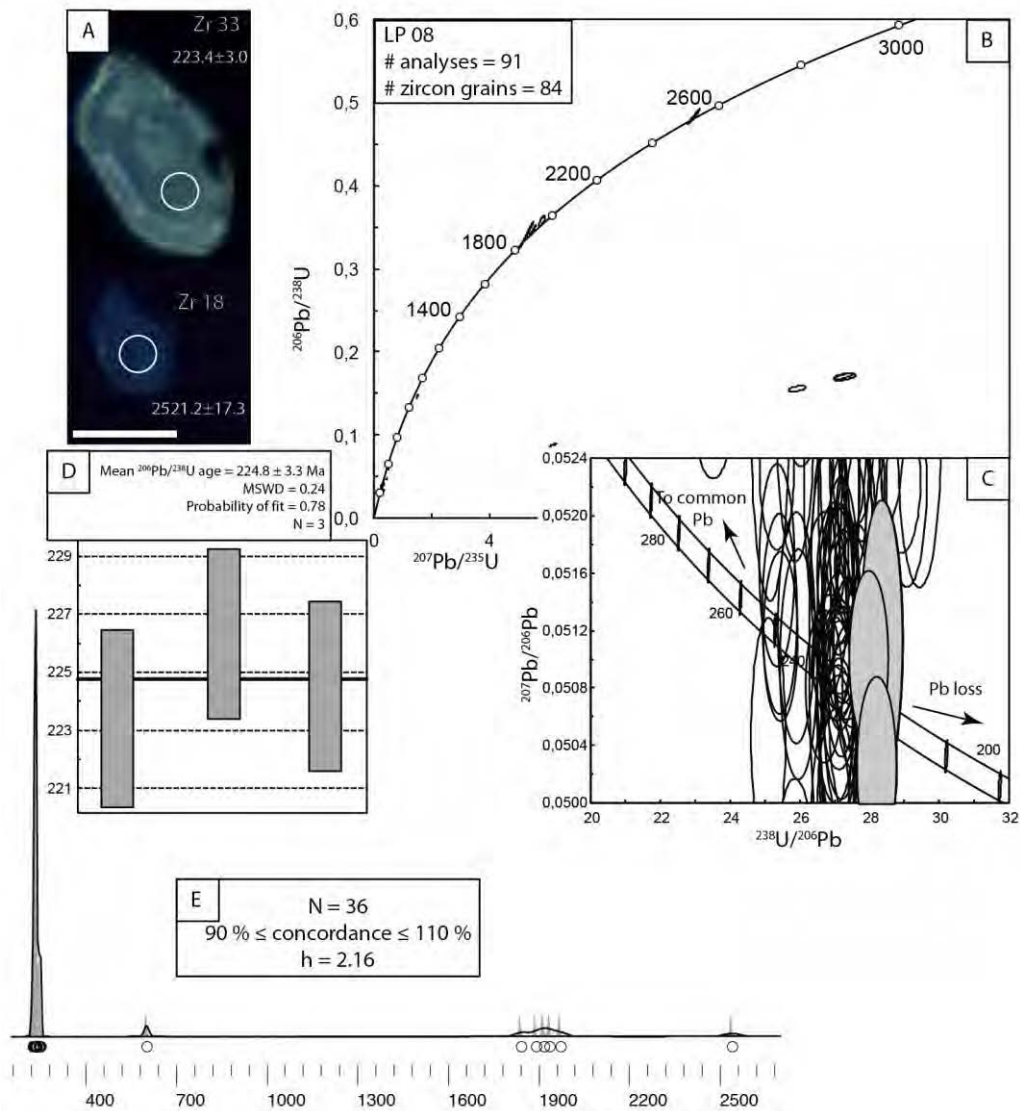 A
Zr 33
223.4±3.0
Zr 18
2521.2±17.3
B
LP 08
# analyses = 91
# zircon grains = 84
0,6
0,5
0,4
0,3
0,2
0,1
0,0
²⁰⁶Pb/²³⁸U
3000
2600
2200
1800
1400
0
4
²⁰⁷Pb/²³⁵U
C
0,0524
0,0520
0,0516
0,0512
0,0508
0,0504
0,0500
²⁰⁷Pb/²⁰⁶Pb
To common
Pb
280
260
240
Pb loss
200
20 22 24 26 28 30 32
²³⁸U/²⁰⁶Pb
D
Mean ²⁰⁶Pb/²³⁸U age = 224.8 ± 3.3 Ma
MSWD = 0.24
Probability of fit = 0.78
N = 3
229
227
225
223
221
E
N = 36
90 % ≤ concordance ≤ 110 %
h = 2.16
400 700 1000 1300 1600 1900 2200 2500